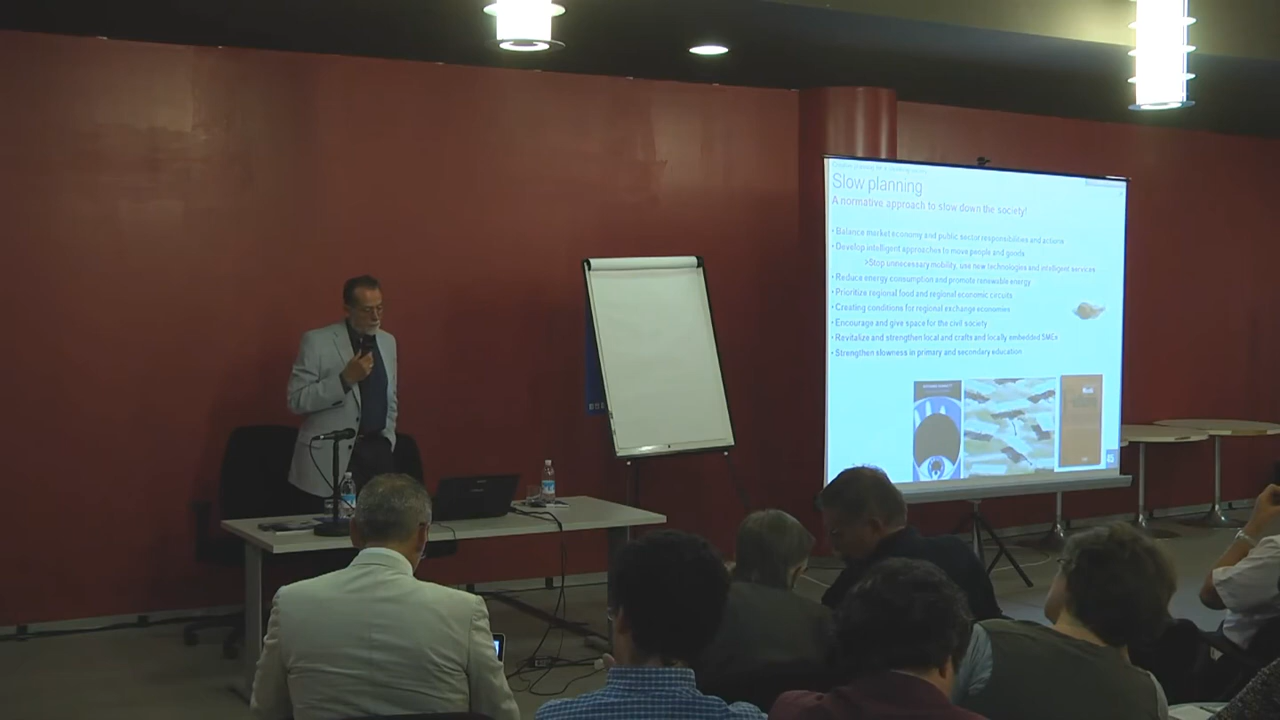 Slow planning
A normative approach to slow down the society!
• Balance market economy and public sector responsibilities and actions
• Develop intelligent approaches to move people and goods
>Stop unnecessary mobility, use new technologies and intelligent services
• Reduce energy consumption and promote renewable energy
• Prioritize regional food and regional economic circuits
• Creating conditions for regional exchange economies
• Encourage and give space for the civil society
• Revitalize and strengthen local and crafts and locally embedded SMEs
• Strengthen slowness in primary and secondary education
45